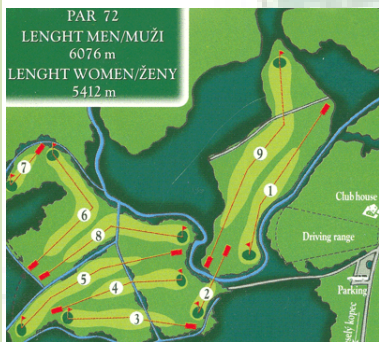 PAR 72
LENGHT MEN/MUŽI
6076 m
LENGHT WOMEN/ŽENY
5412 m
9
1
7
6
8
5
4
3
2
Club house
Driving range
Parking
kopec